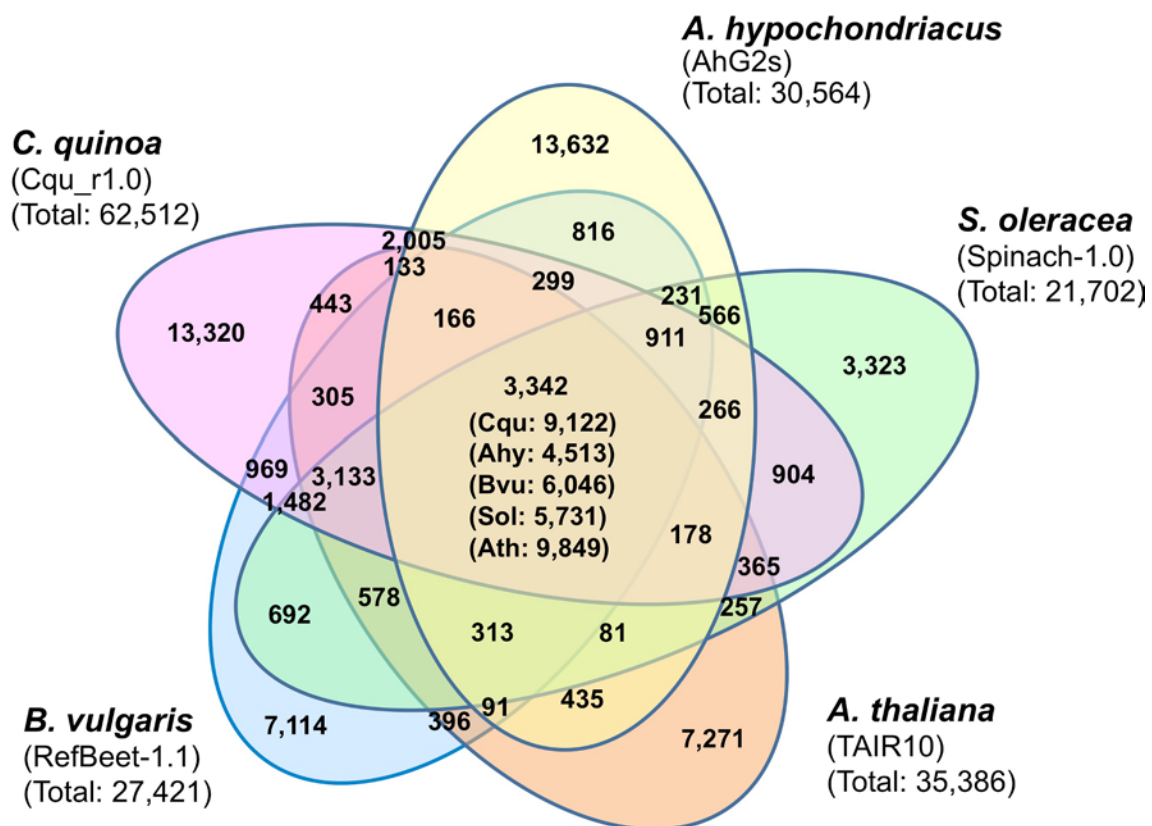 A. hypochondriacus
(AhG2s)
(Total: 30,564)
C. quinoa
(Cqu_r1.0)
(Total: 62,512)
S. oleracea
(Spinach-1.0)
(Total: 21,702)
13,632
816
2,005
133
299
443
166
231
566
911
13,320
3,323
305
3,342
(Cqu: 9,122)
(Ahy: 4,513)
(Bvu: 6,046)
(Sol: 5,731)
(Ath: 9,849)
266
969
3,133
1,482
904
178
365
257
692
578
313
81
91
435
396
7,114
7,271
B. vulgaris
(RefBeet-1.1)
(Total: 27,421)
A. thaliana
(TAIR10)
(Total: 35,386)